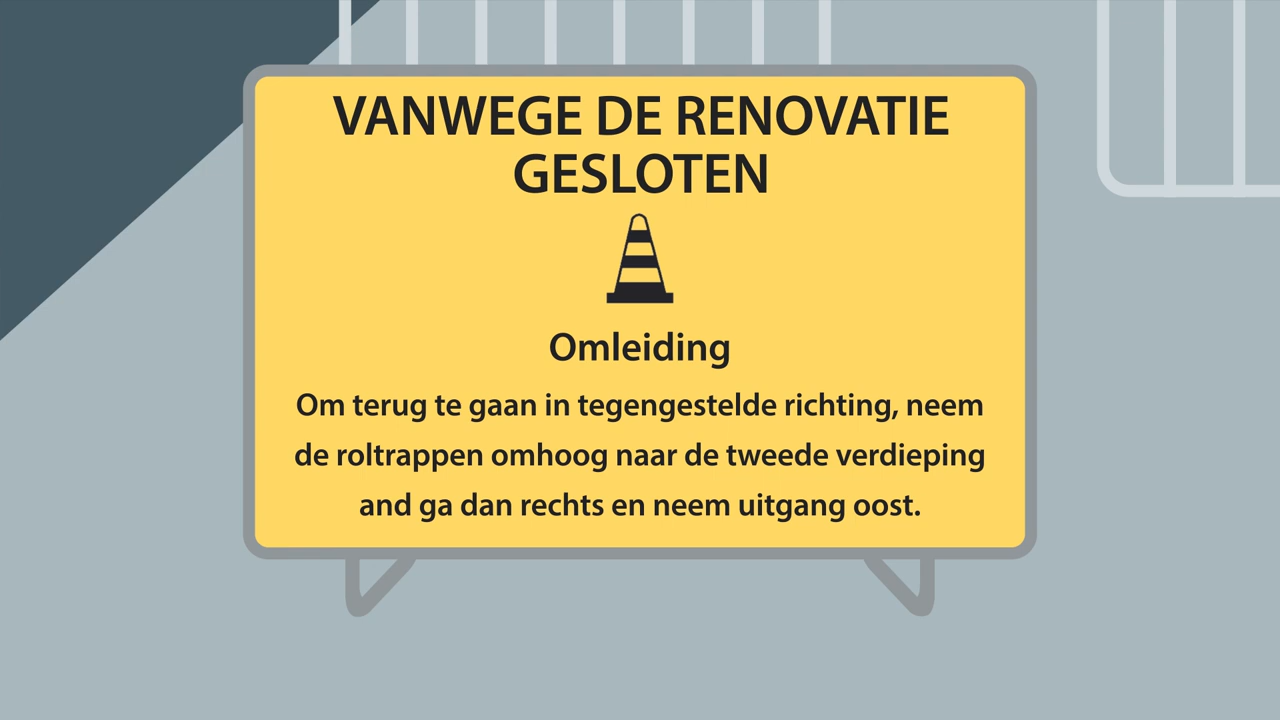 VANWEGE DE RENOVATIE
GESLOTEN
Omleiding
Om terug te gaan in tegengestelde richting, neem
de roltrappen omhoog naar de tweede verdieping
and ga dan rechts en neem uitgang oost.